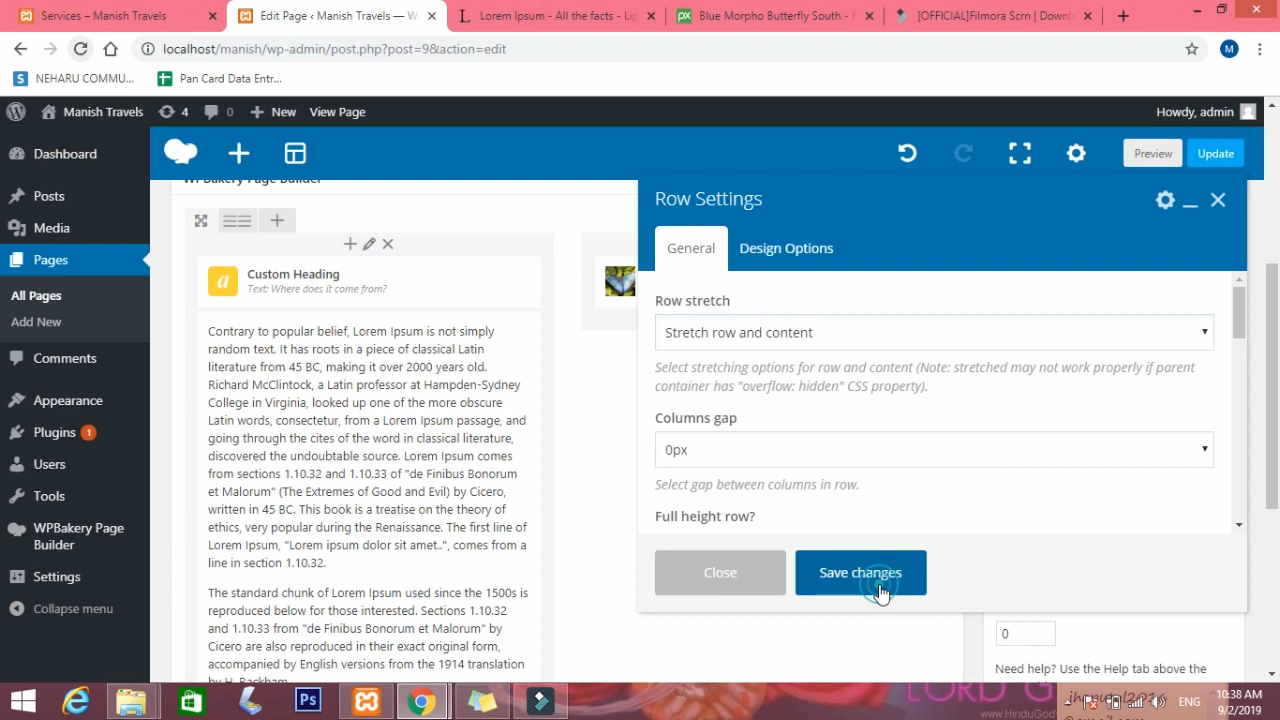 Services – Manish Travels
Edit Page ‹ Manish Travels — W
Lorem Ipsum - All the facts - Lip
Blue Morpho Butterfly South - F
[OFFICIAL]Filmora Scrn | Downl
localhost/manish/wp-admin/post.php?post=9&action=edit
M
NEHARU COMMU...
Pan Card Data Entr...
Manish Travels
4
0
New
View Page
Howdy, admin
Dashboard
Posts
Media
Pages
All Pages
Add New
Comments
Appearance
Plugins 1
Users
Tools
WPBakery Page
Builder
Settings
Collapse menu
Preview
Update
WPBakery Page Builder
Custom Heading
Text: Where does it come from?
Contrary to popular belief, Lorem Ipsum is not simply
random text. It has roots in a piece of classical Latin
literature from 45 BC, making it over 2000 years old.
Richard McClintock, a Latin professor at Hampden-Sydney
College in Virginia, looked up one of the more obscure
Latin words, consectetur, from a Lorem Ipsum passage, and
going through the cites of the word in classical literature,
discovered the undoubtable source. Lorem Ipsum comes
from sections 1.10.32 and 1.10.33 of "de Finibus Bonorum
et Malorum" (The Extremes of Good and Evil) by Cicero,
written in 45 BC. This book is a treatise on the theory of
ethics, very popular during the Renaissance. The first line of
Lorem Ipsum, "Lorem ipsum dolor sit amet..", comes from a
line in section 1.10.32.
The standard chunk of Lorem Ipsum used since the 1500s is
reproduced below for those interested. Sections 1.10.32
and 1.10.33 from "de Finibus Bonorum et Malorum" by
Cicero are also reproduced in their exact original form,
accompanied by English versions from the 1914 translation
by H. Rackham.
Row Settings
General
Design Options
Row stretch
Stretch row and content
Select stretching options for row and content (Note: stretched may not work properly if parent
container has "overflow: hidden" CSS property).
Columns gap
0px
Select gap between columns in row.
Full height row?
Close
Save changes
0
Need help? Use the Help tab above the
LORD G
www.HinduGod
ENG
10:38 AM
9/2/2019